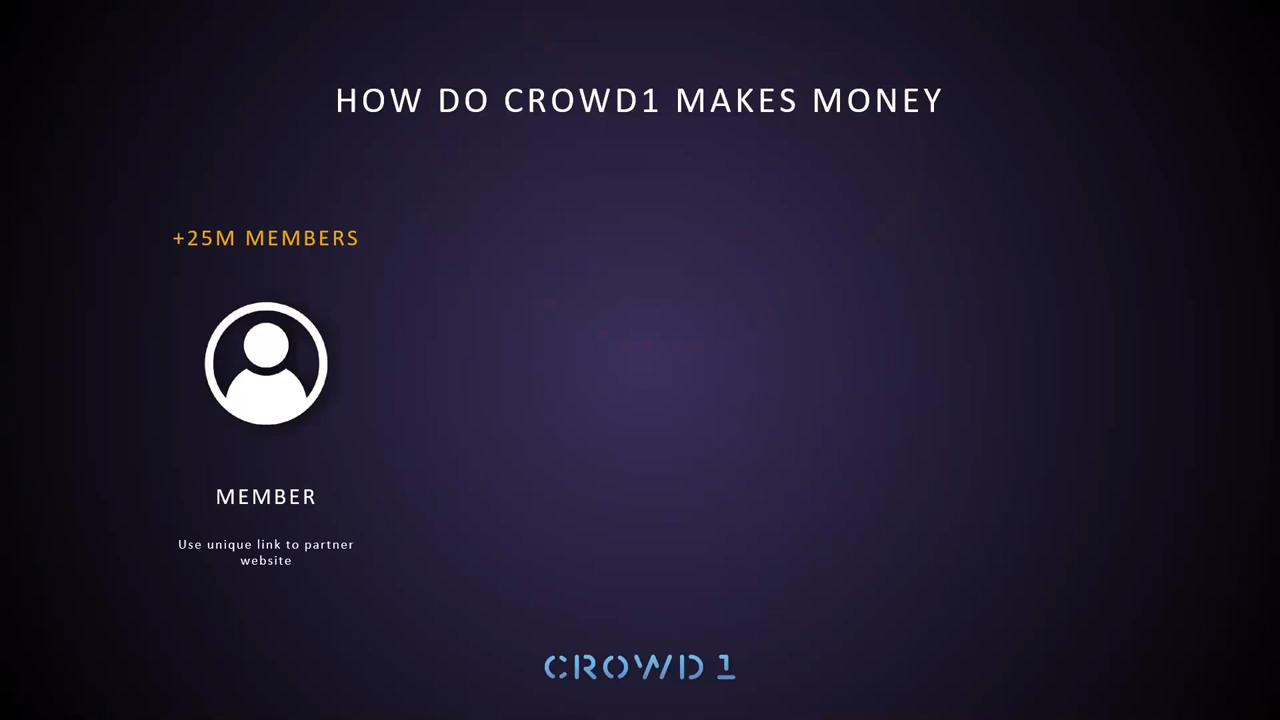 HOW DO CROWD1 MAKES MONEY
+25M MEMBERS
MEMBER
Use unique link to partner
website
CROWD 1